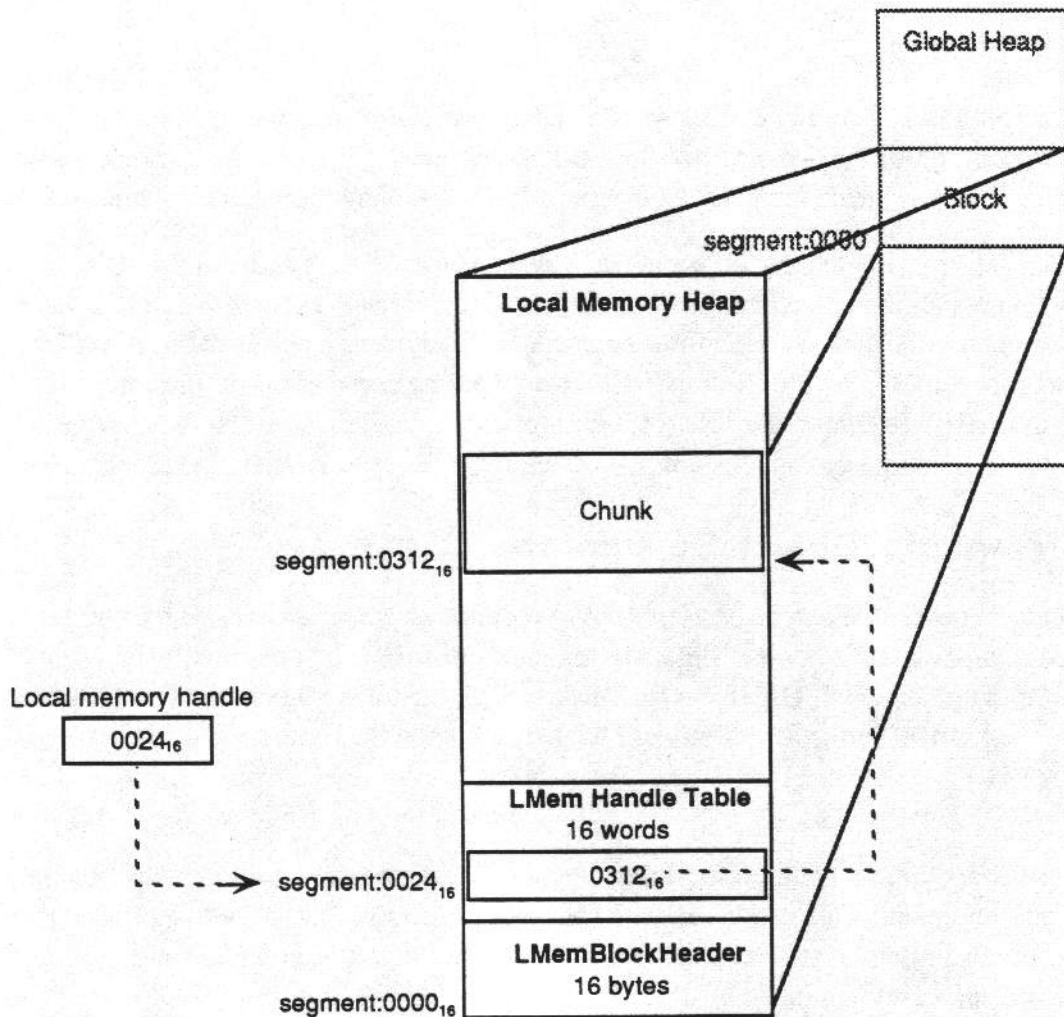 Global Heap
Block
segment:0000
Local Memory Heap
Chunk
segment:0312₁₆
Local memory handle
0024₁₆
LMem Handle Table
16 words
segment:0024₁₆
0312₁₆
LMemBlockHeader
16 bytes
segment:0000₁₆